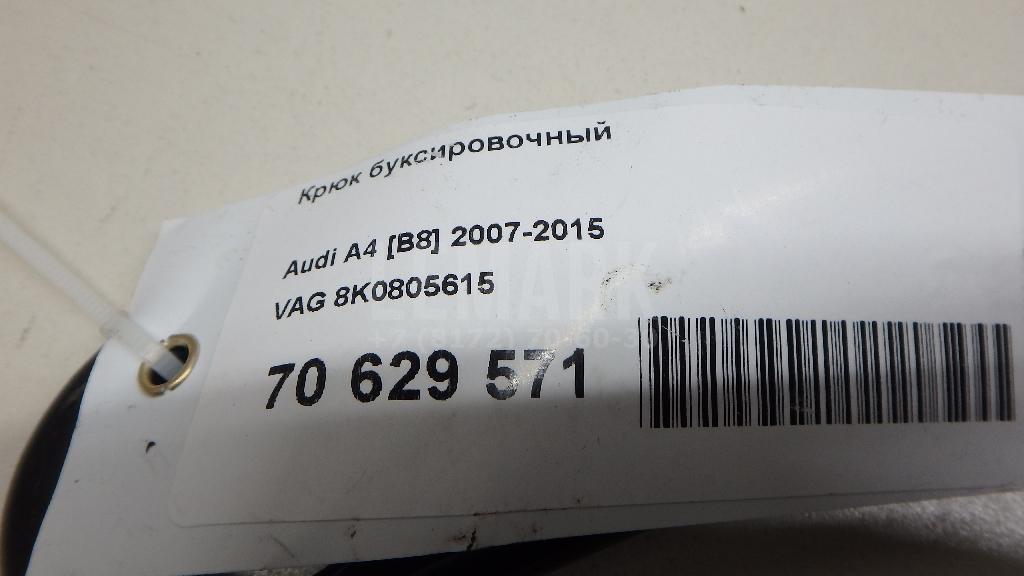 Крюк буксировочный
Audi A4 [B8] 2007-2015
VAG 8K0805615
70 629 571